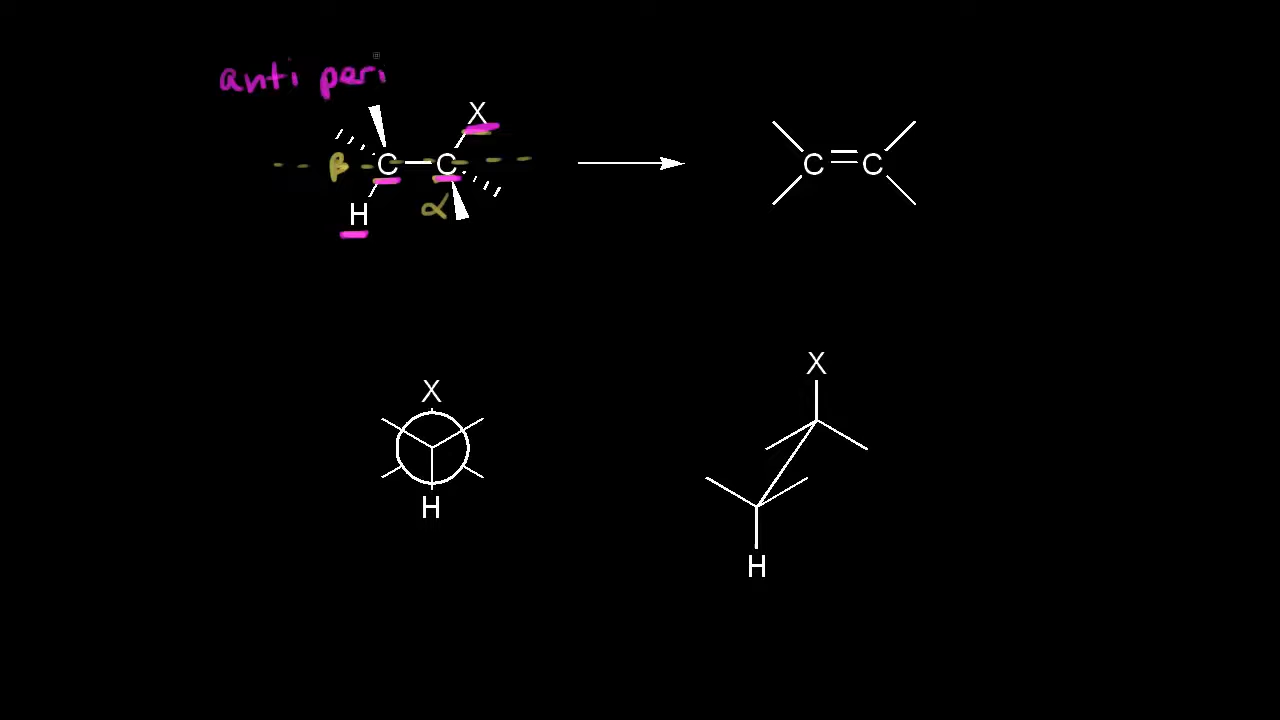 anti peri
X
β C C C = C
H α
X X
H H